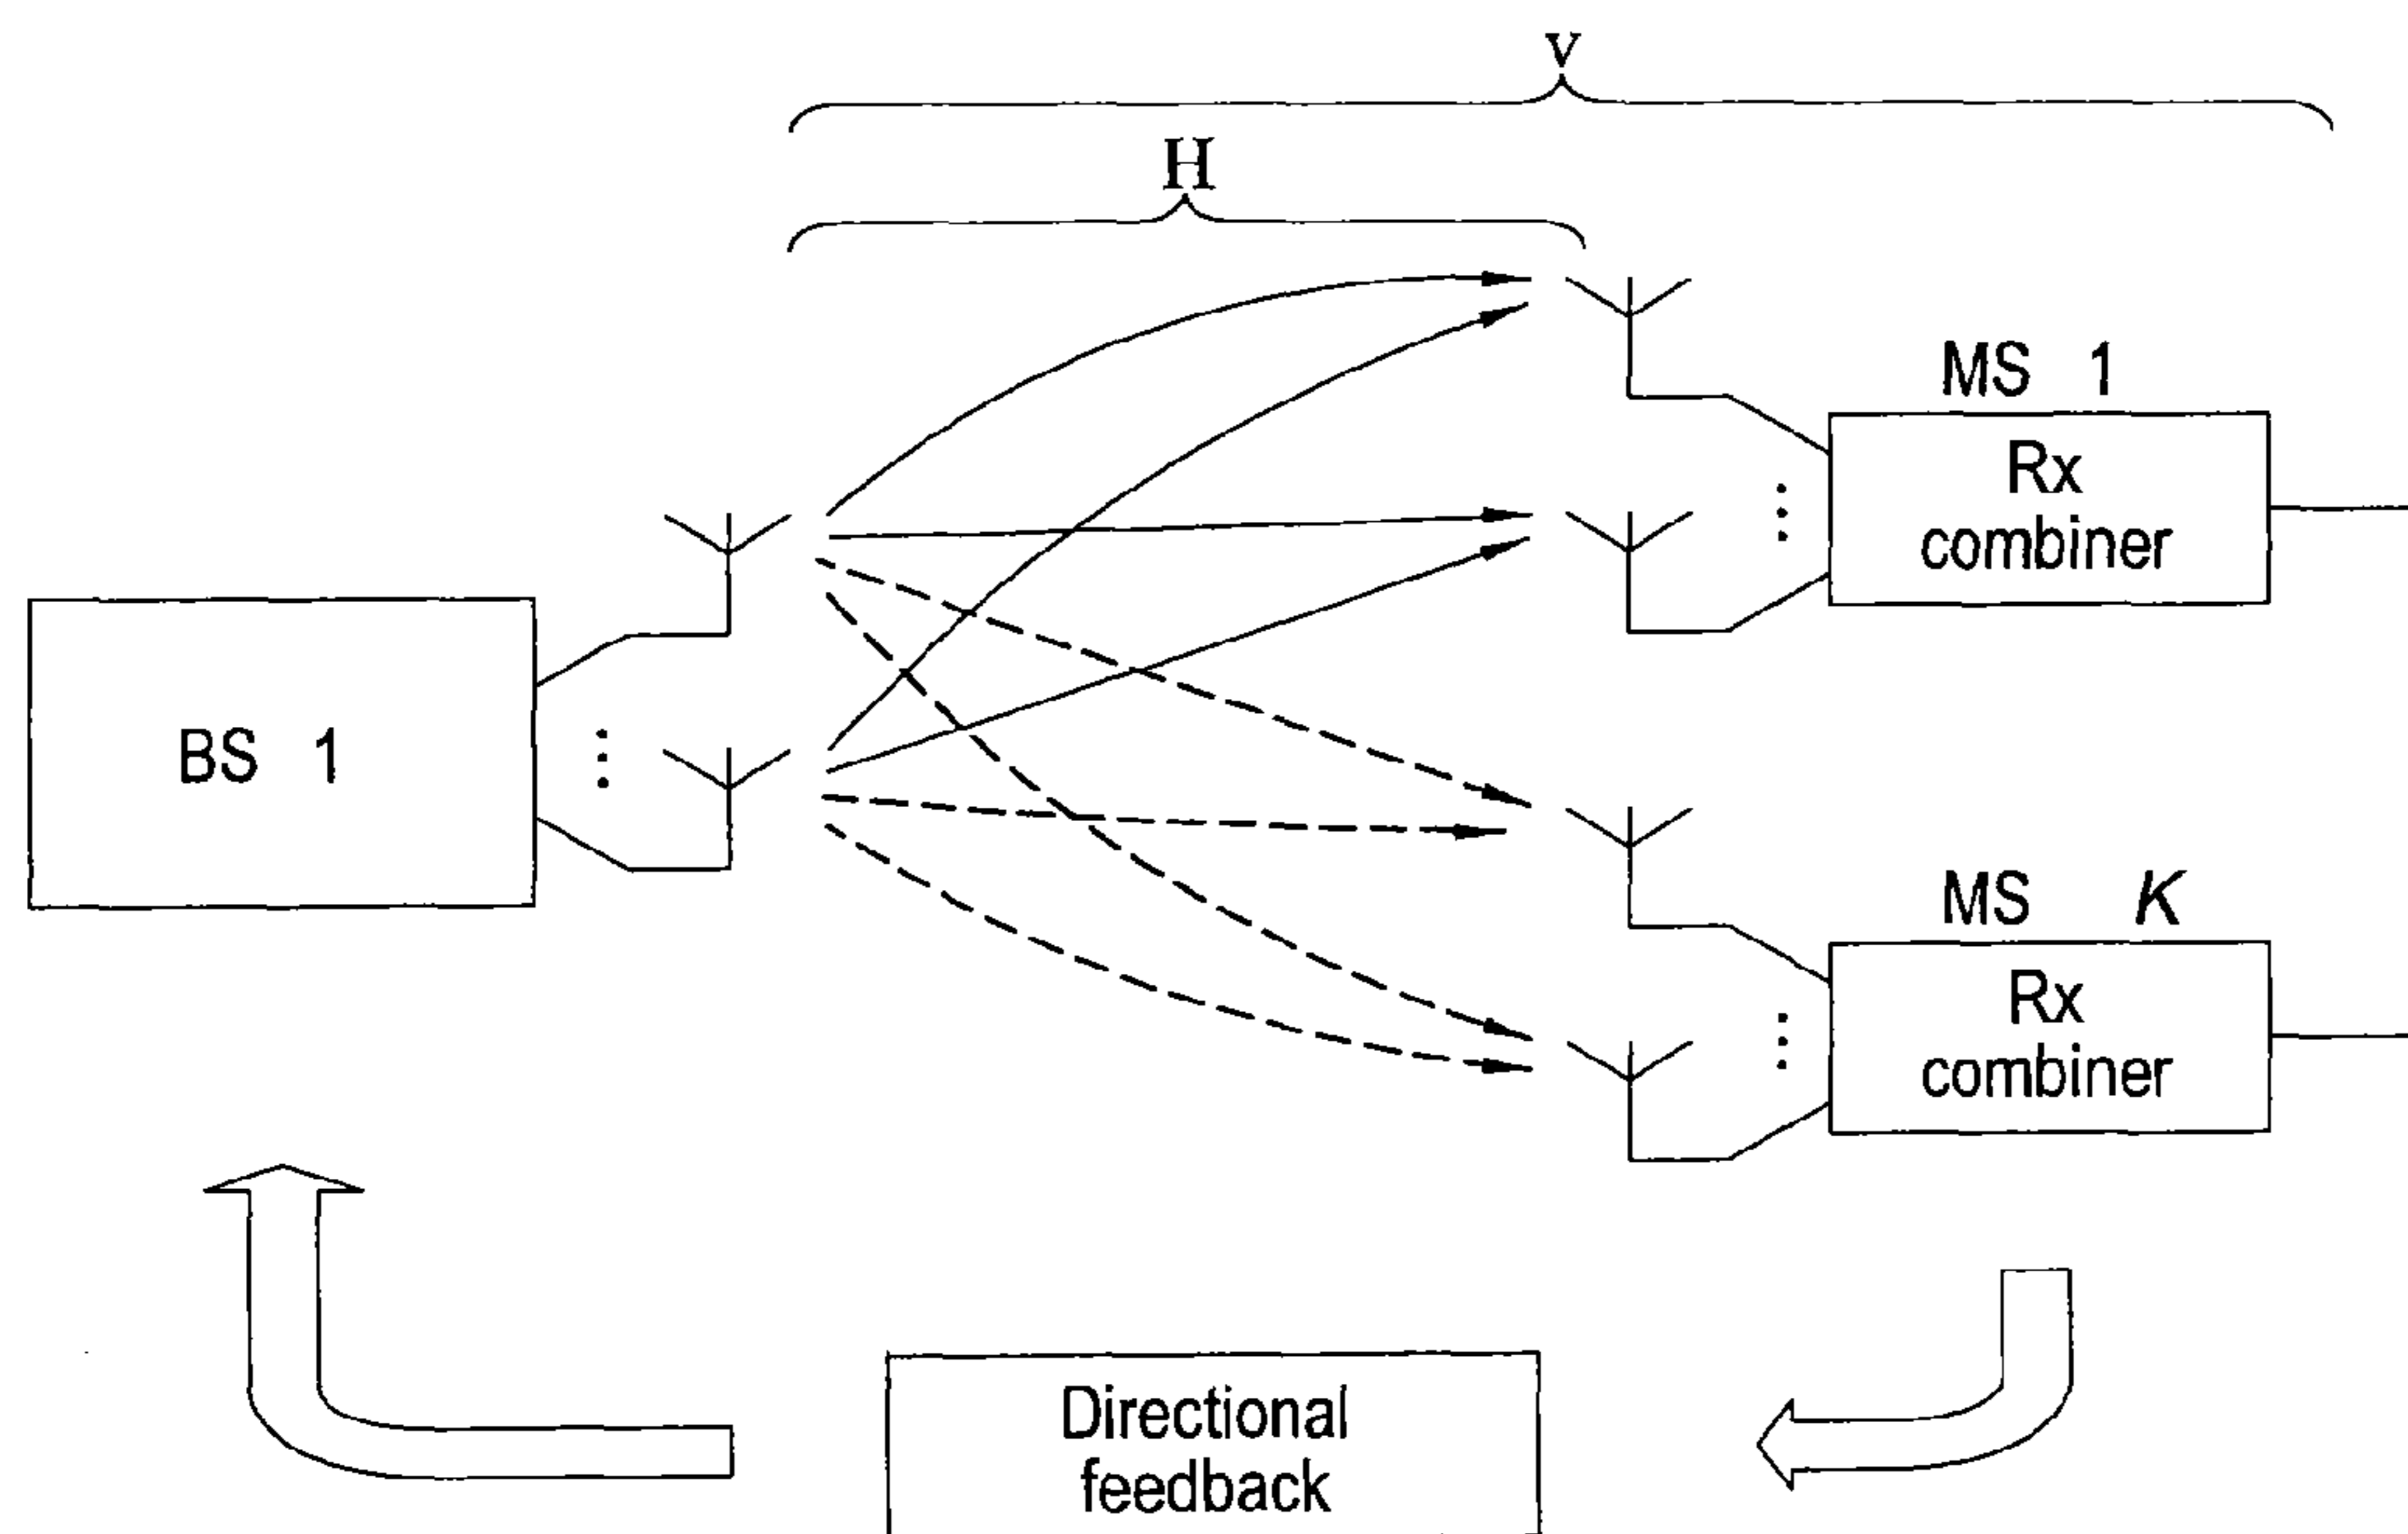 v
H
MS 1
Rx
combiner
BS 1
MS K
Rx
combiner
Directional
feedback